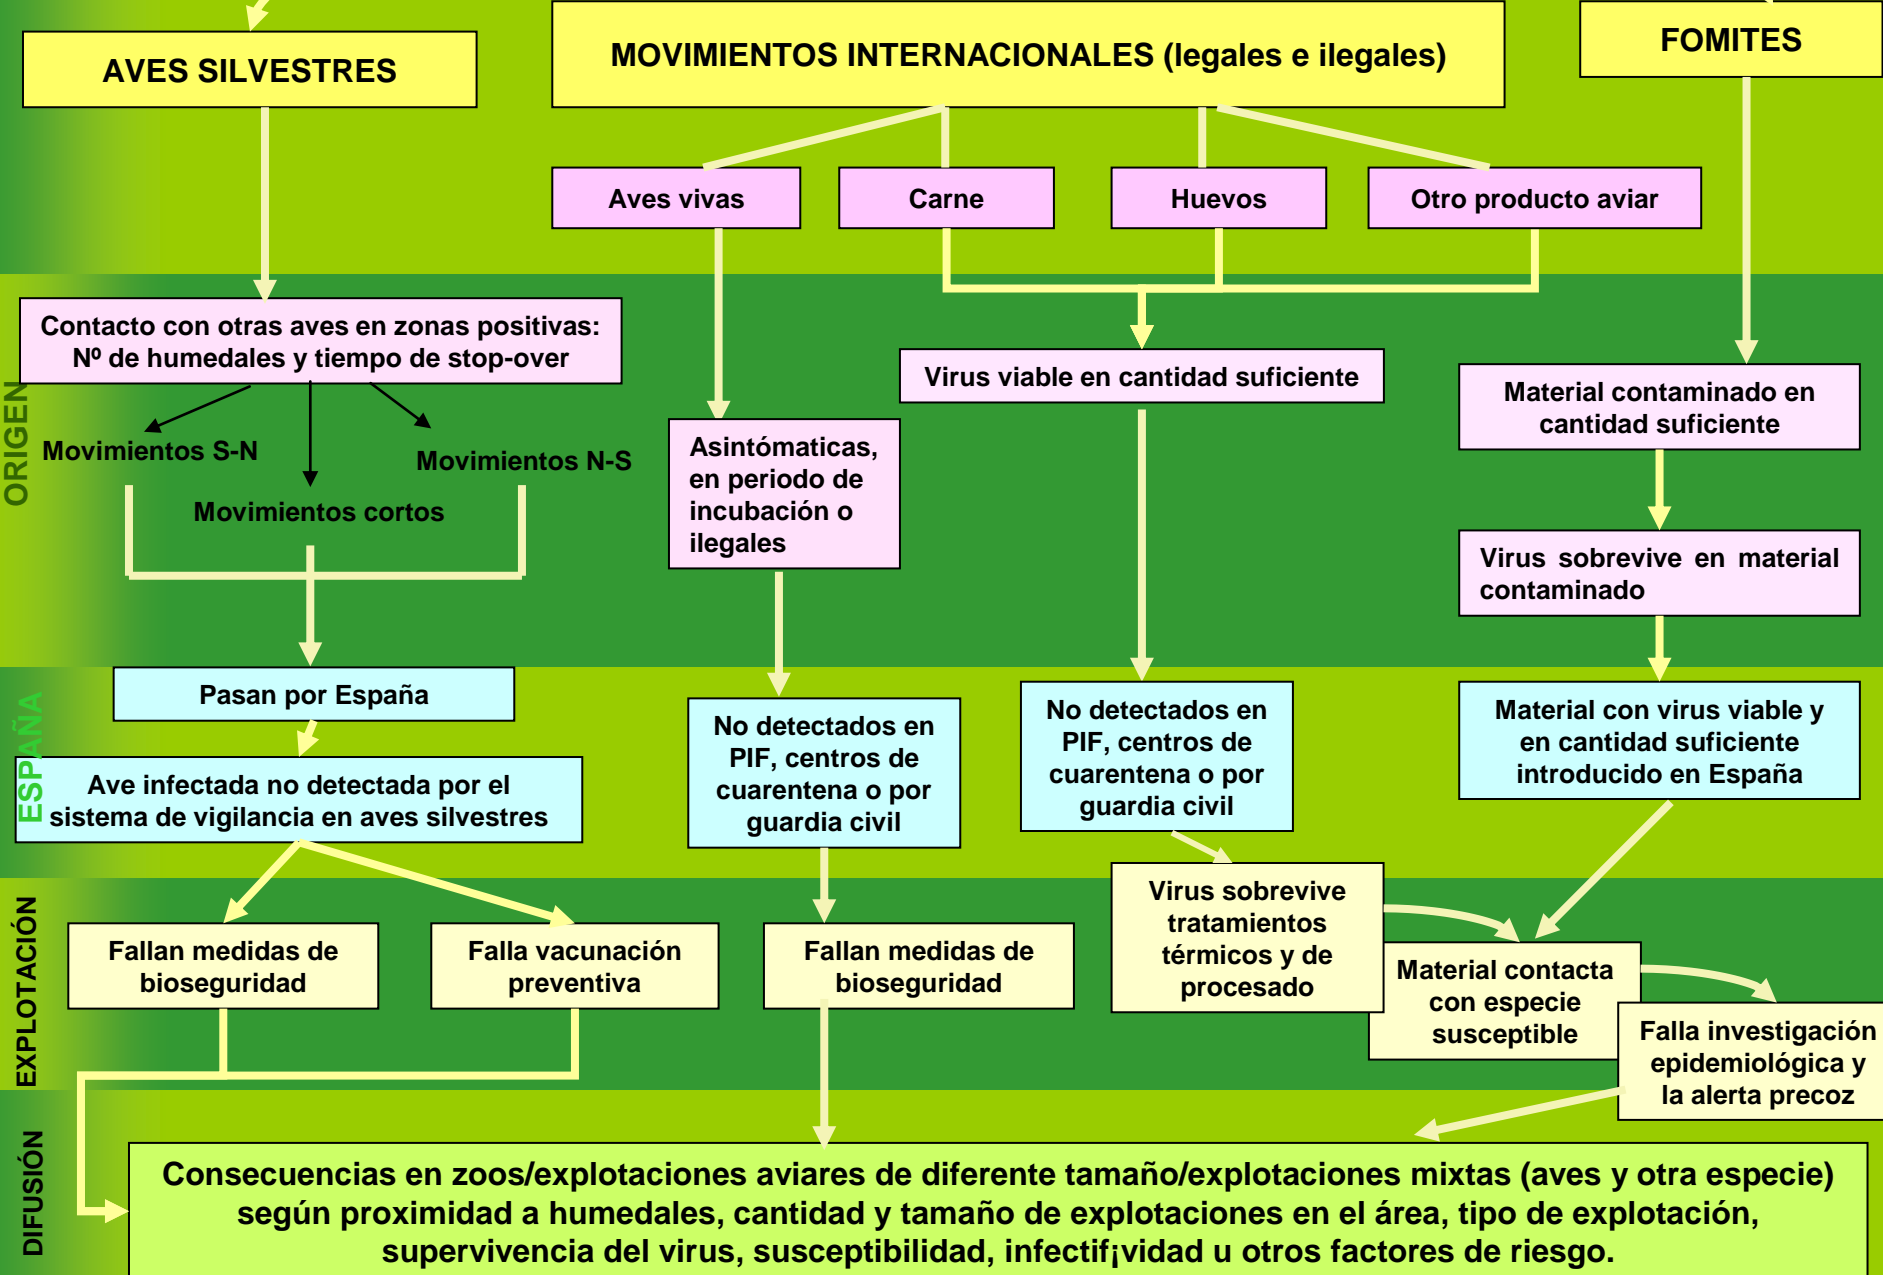 AVES SILVESTRES
MOVIMIENTOS INTERNACIONALES (legales e ilegales)
FOMITES
Aves vivas
Carne
Huevos
Otro producto aviar
ORIGEN
Contacto con otras aves en zonas positivas:
Nº de humedales y tiempo de stop-over
Movimientos S-N
Movimientos cortos
Movimientos N-S
Asintómaticas,
en periodo de
incubación o
ilegales
Virus viable en cantidad suficiente
Material contaminado en
cantidad suficiente
Virus sobrevive en material
contaminado
ESPAÑA
Pasan por España
Ave infectada no detectada por el
sistema de vigilancia en aves silvestres
No detectados en
PIF, centros de
cuarentena o por
guardia civil
No detectados en
PIF, centros de
cuarentena o por
guardia civil
Material con virus viable y
en cantidad suficiente
introducido en España
EXPLOTACIÓN
Fallan medidas de
bioseguridad
Falla vacunación
preventiva
Fallan medidas de
bioseguridad
Virus sobrevive
tratamientos
térmicos y de
procesado
Material contacta
con especie
susceptible
Falla investigación
epidemiológica y
la alerta precoz
DIFUSIÓN
Consecuencias en zoos/explotaciones aviares de diferente tamaño/explotaciones mixtas (aves y otra especie)
según proximidad a humedales, cantidad y tamaño de explotaciones en el área, tipo de explotación,
supervivencia del virus, susceptibilidad, infectif¡vidad u otros factores de riesgo.